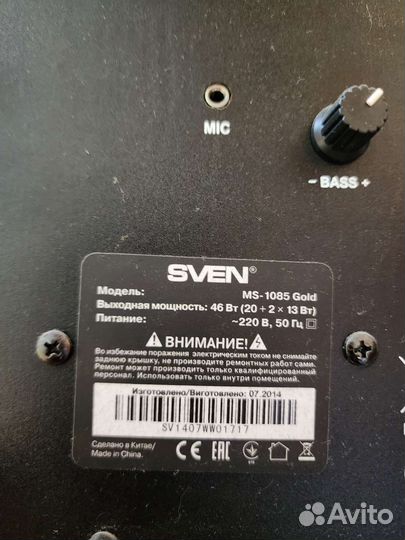 MIC
- BASS +
SVEN®
Модель: MS-1085 Gold
Выходная мощность: 46 Вт (20 + 2 × 13 Вт)
Питание: ~220 В, 50 Гц
ВНИМАНИЕ!
Во избежание поражения электрическим током не снимайте
заднюю крышку, не производите ремонтных работ сами.
Ремонт может производить только квалифицированный
персонал. Использовать только внутри помещений.
Изготовлено/Виготовлено: 07.2014
SV1407WW01717
Сделано в Китае/
Made in China.
CE EAC
Avito